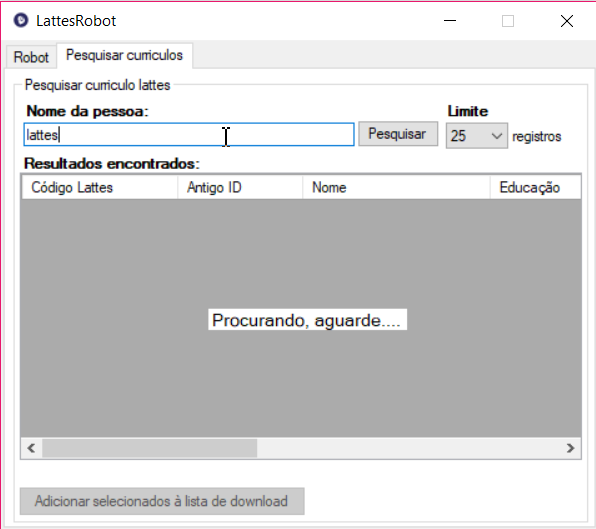 LattesRobot
Robot Pesquisar curriculos
Pesquisar curriculo lattes
Nome da pessoa: Limite
lattes Pesquisar 25 registros
Resultados encontrados:
Código Lattes Antigo ID Nome Educação
Procurando, aguarde....
Adicionar selecionados à lista de download